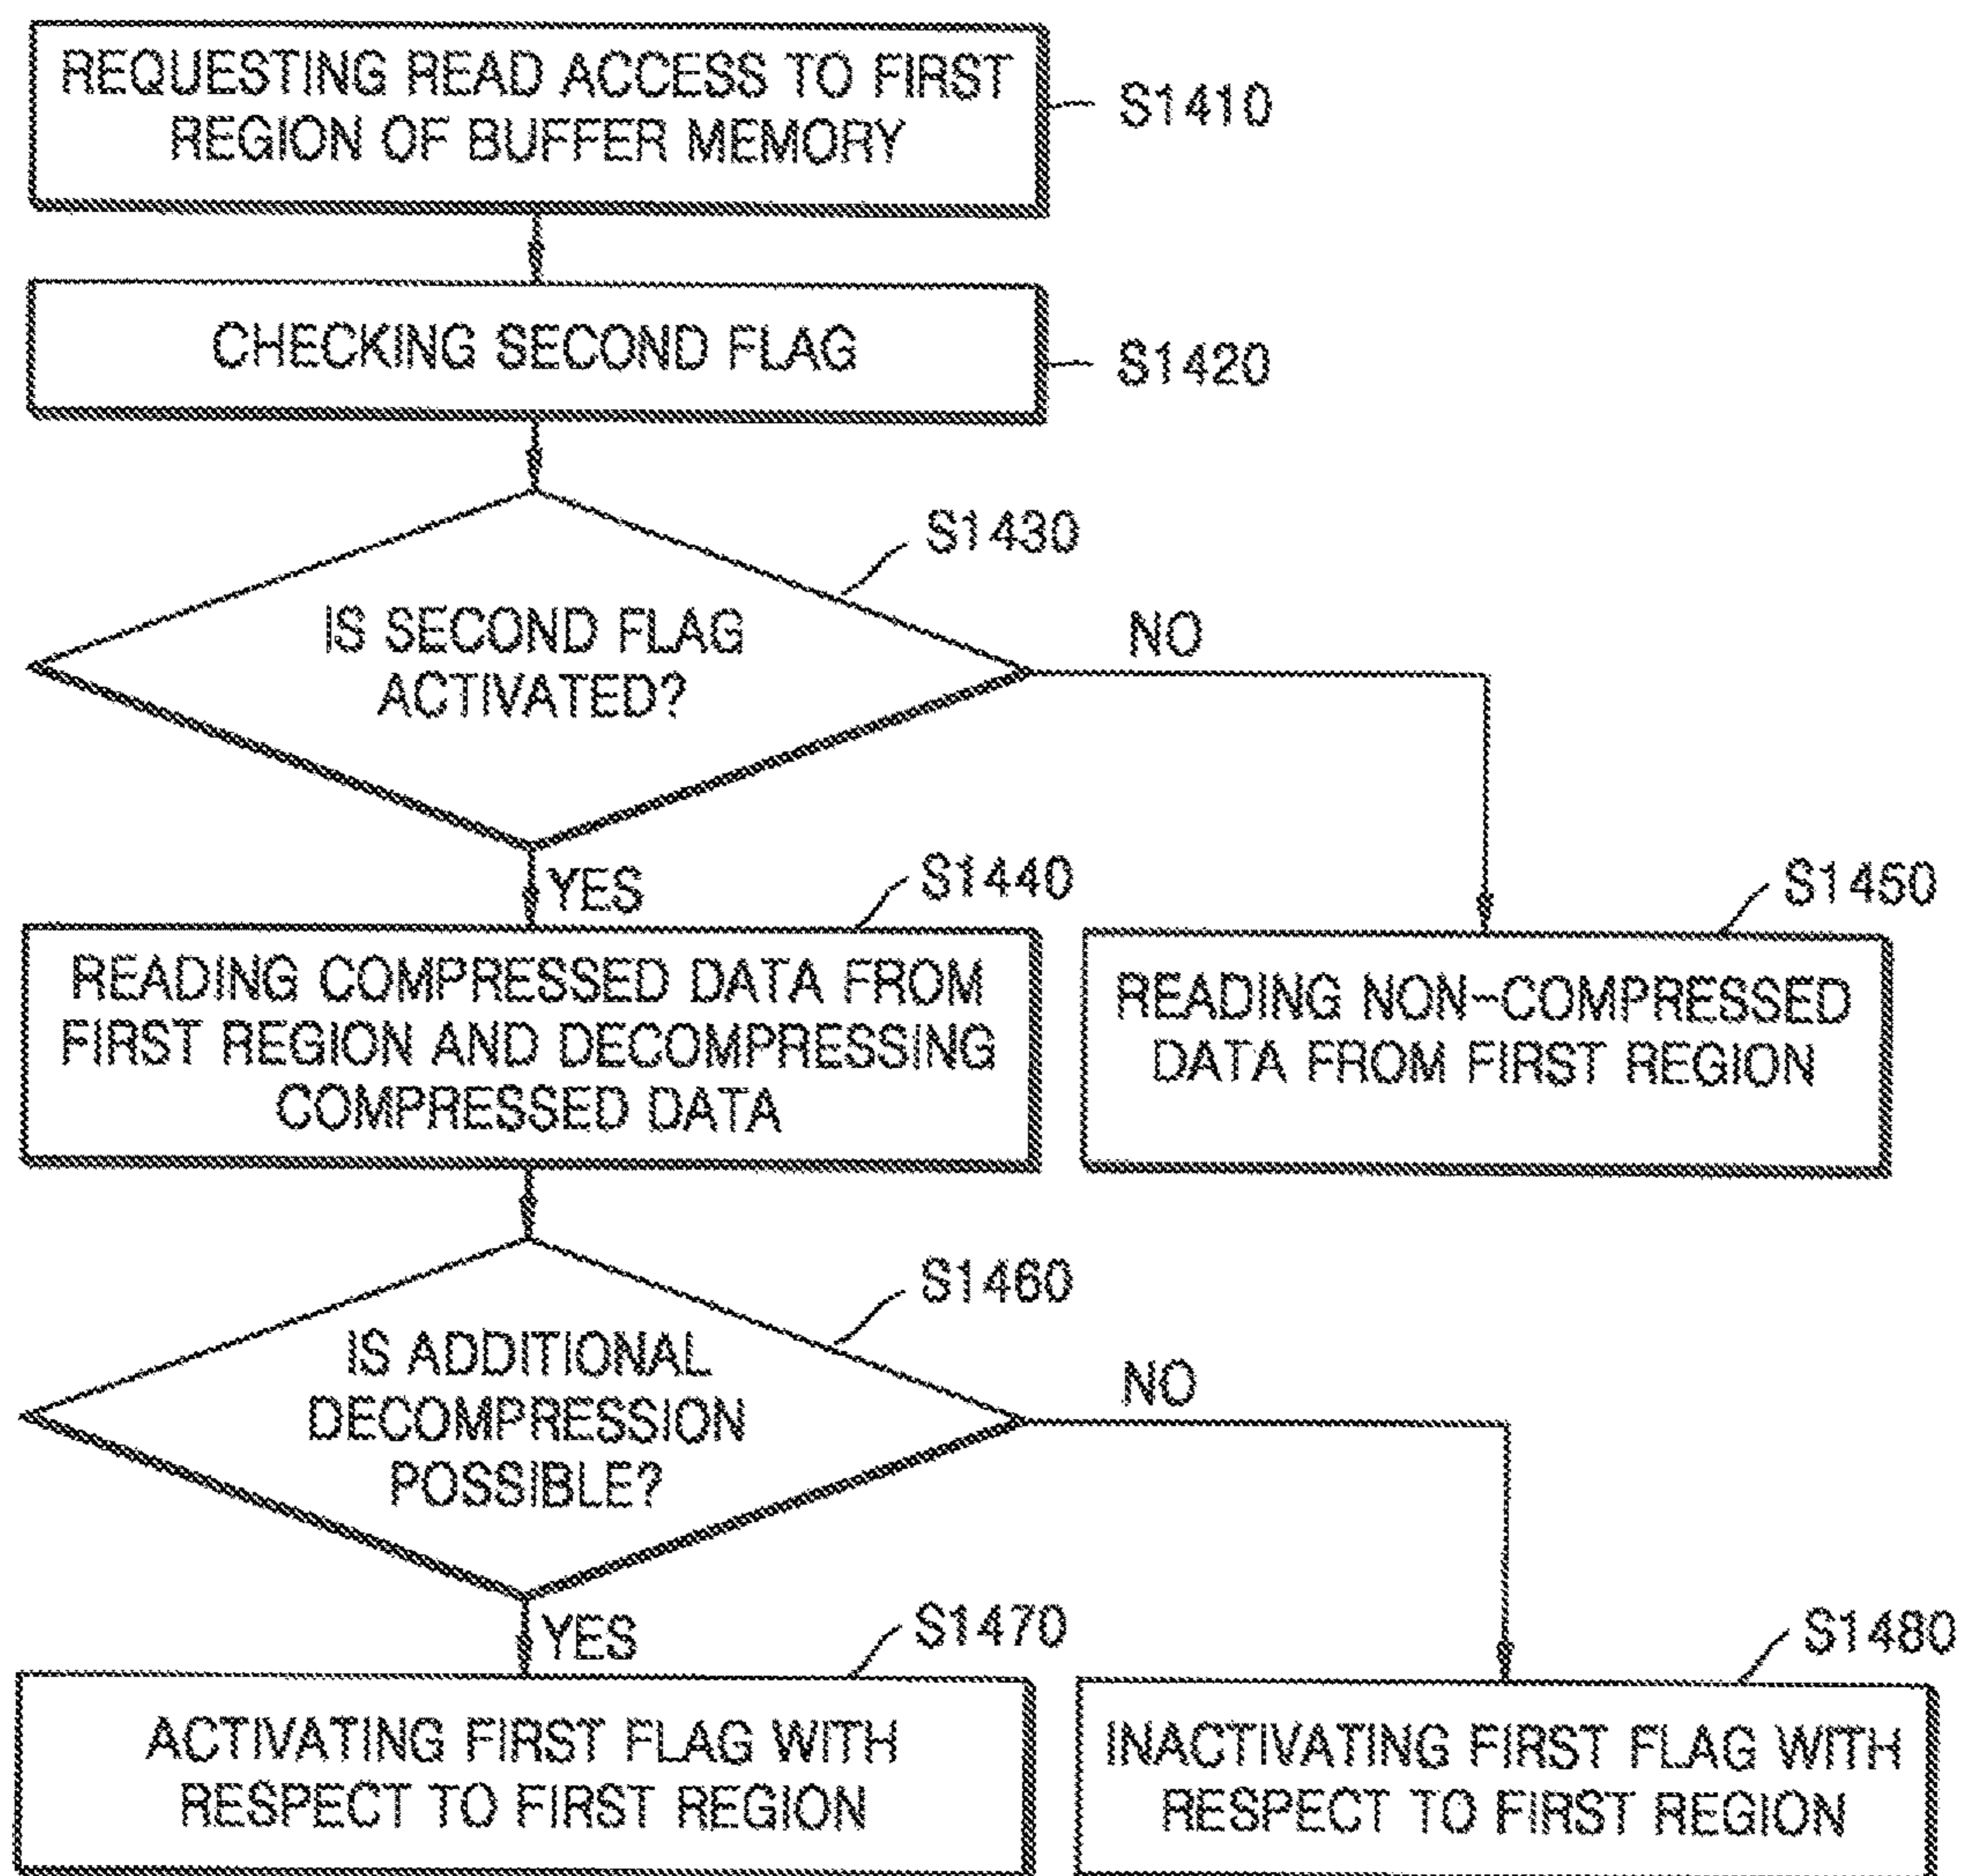 REQUESTING READ ACCESS TO FIRST
REGION OF BUFFER MEMORY
S1410
CHECKING SECOND FLAG
S1420
S1430
IS SECOND FLAG
ACTIVATED?
NO
YES
S1440
S1450
READING COMPRESSED DATA FROM
FIRST REGION AND DECOMPRESSING
COMPRESSED DATA
READING NON-COMPRESSED
DATA FROM FIRST REGION
S1460
IS ADDITIONAL
DECOMPRESSION
POSSIBLE?
NO
YES
S1470
S1480
ACTIVATING FIRST FLAG WITH
RESPECT TO FIRST REGION
INACTIVATING FIRST FLAG WITH
RESPECT TO FIRST REGION